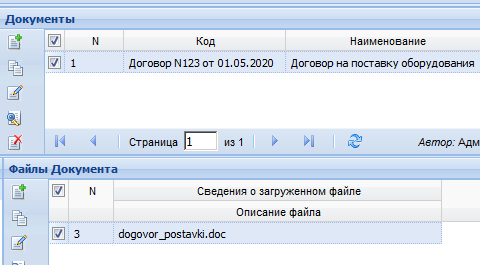 Документы
N Код Наименование
1 Договор N123 от 01.05.2020 Договор на поставку оборудования
Страница 1 из 1 Автор: Адм
Файлы Документа
N Сведения о загруженном файле
Описание файла
3 dogovor_postavki.doc